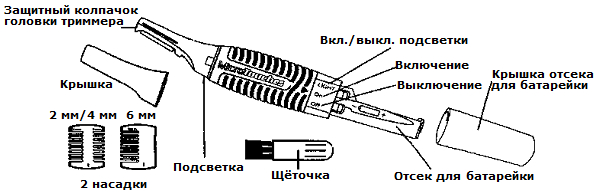 Защитный колпачок
головки триммера
Вкл./выкл. подсветки
Включение
Выключение
Крышка отсека
для батарейки
Крышка
2 мм/4 мм 6 мм
2 насадки
Подсветка
Щёточка
Отсек для батарейки
LIGHT
On
Off